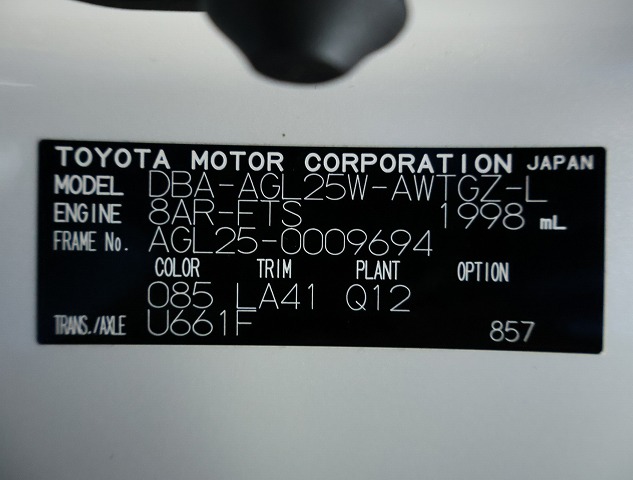 TOYOTA MOTOR CORPORATION JAPAN
MODEL DBA-AGL25W-AWTGZ-L
ENGINE 8AR-FTS 1998 mL
FRAME No. AGL25-0009694
COLOR TRIM PLANT OPTION
085 LA41 Q12
TRANS./AXLE U661F 857